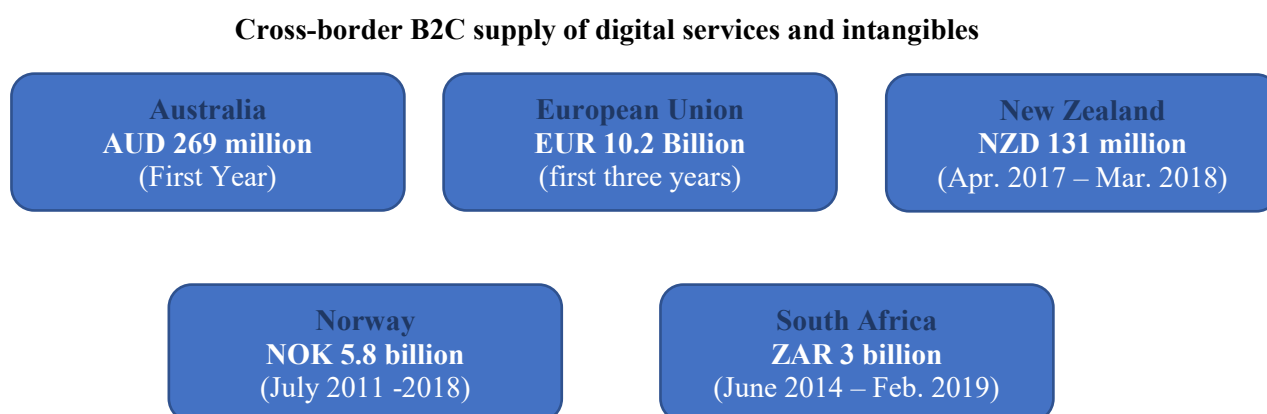 Cross-border B2C supply of digital services and intangibles
Australia
AUD 269 million
(First Year)
European Union
EUR 10.2 Billion
(first three years)
New Zealand
NZD 131 million
(Apr. 2017 – Mar. 2018)
Norway
NOK 5.8 billion
(July 2011 -2018)
South Africa
ZAR 3 billion
(June 2014 – Feb. 2019)